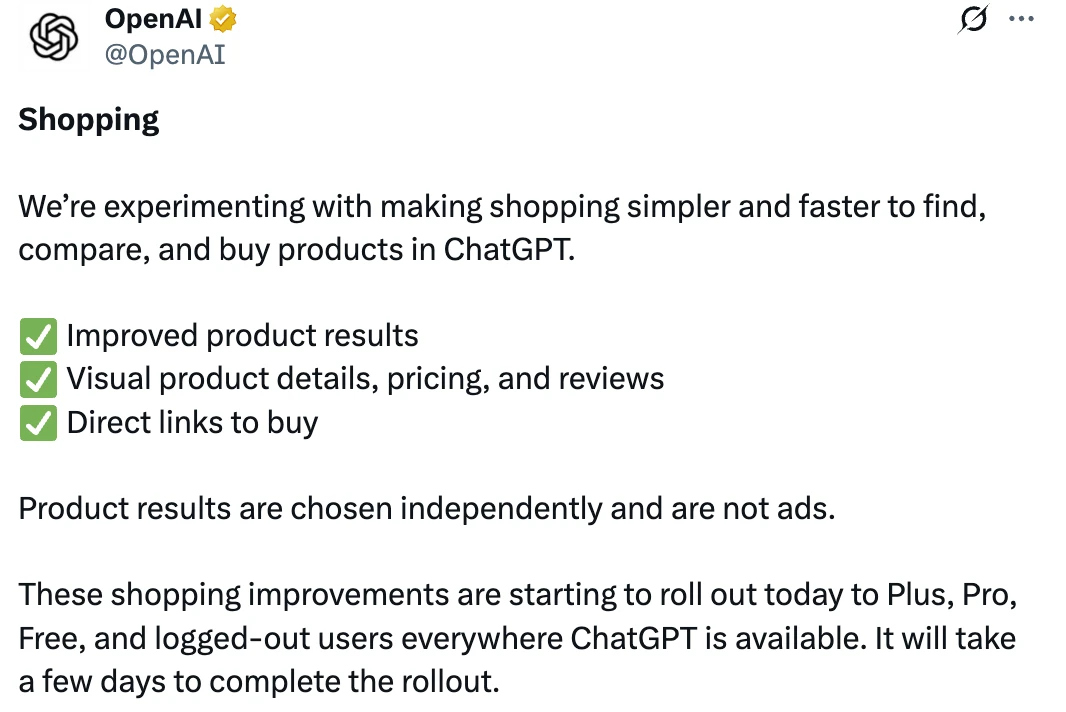 OpenAI
@OpenAI
Shopping
We’re experimenting with making shopping simpler and faster to find,
compare, and buy products in ChatGPT.
✅ Improved product results
✅ Visual product details, pricing, and reviews
✅ Direct links to buy
Product results are chosen independently and are not ads.
These shopping improvements are starting to roll out today to Plus, Pro,
Free, and logged-out users everywhere ChatGPT is available. It will take
a few days to complete the rollout.